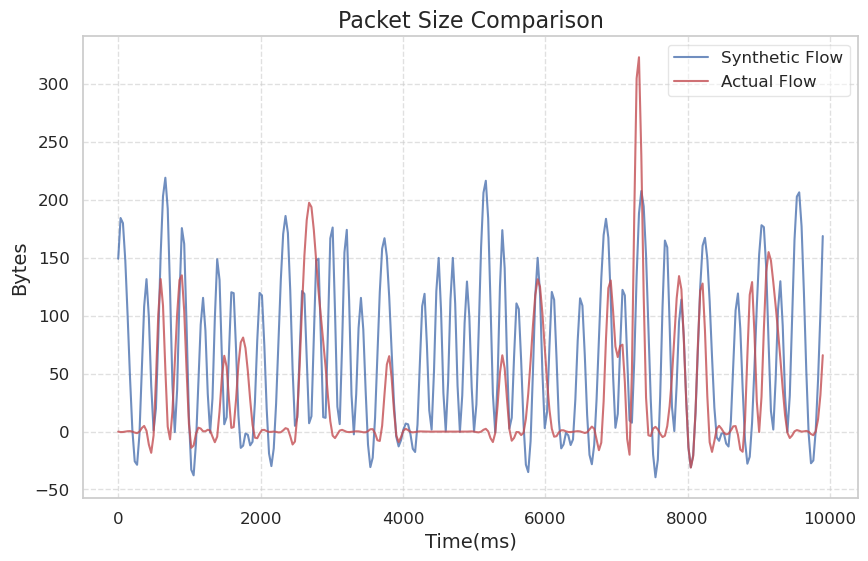 Packet Size Comparison
Synthetic Flow
Actual Flow
Bytes
300
250
200
150
100
50
0
−50
0 2000 4000 6000 8000 10000
Time(ms)